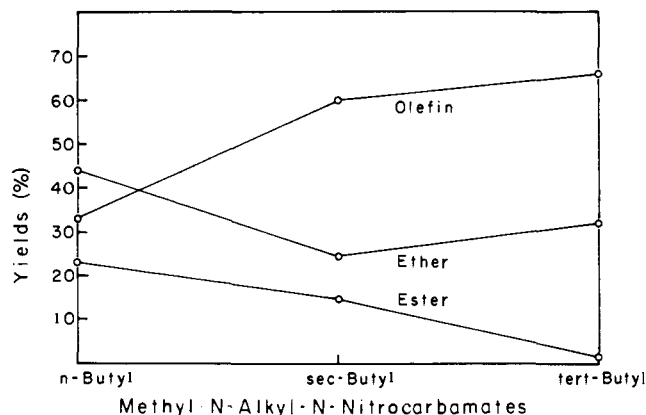 70
60
Olefin
50
40
30
Ether
20
Ester
10
Yields (%)
n-Butyl sec-Butyl tert-Butyl
Methyl-N-Alkyl-N-Nitrocarbamates